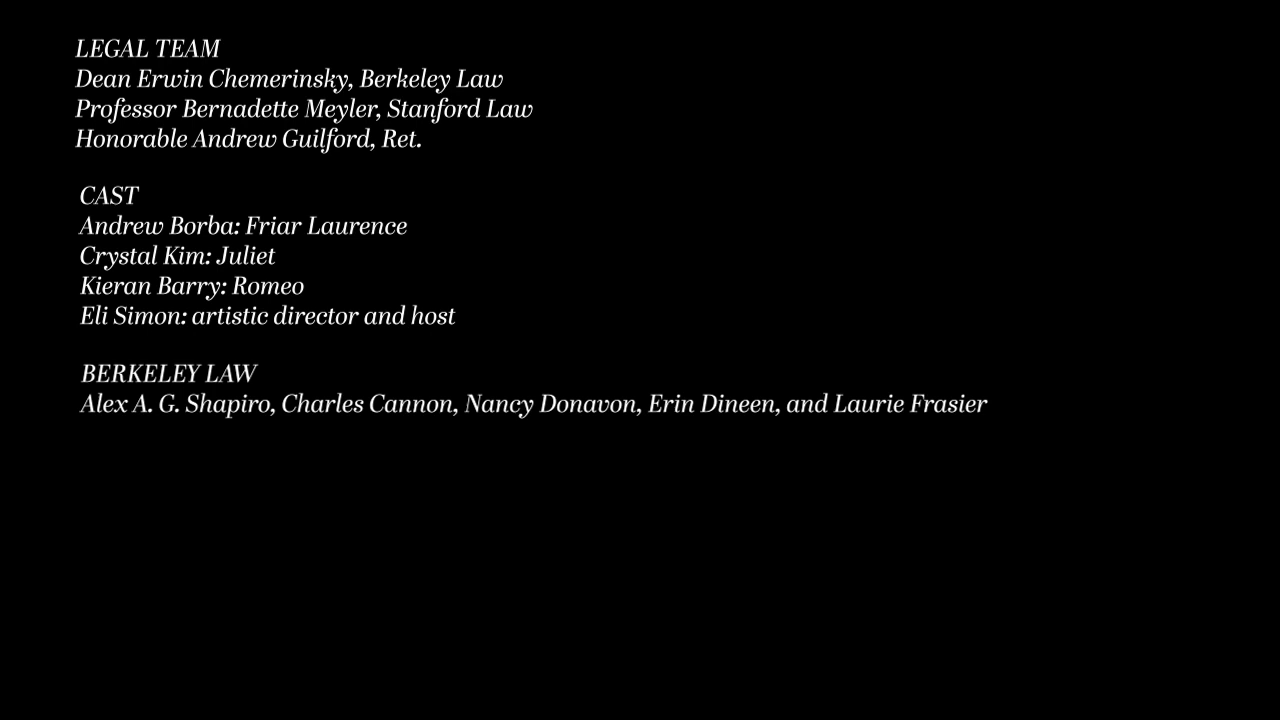 LEGAL TEAM
Dean Erwin Chemerinsky, Berkeley Law
Professor Bernadette Meyler, Stanford Law
Honorable Andrew Guilford, Ret.
CAST
Andrew Borba: Friar Laurence
Crystal Kim: Juliet
Kieran Barry: Romeo
Eli Simon: artistic director and host
BERKELEY LAW
Alex A. G. Shapiro, Charles Cannon, Nancy Donavon, Erin Dineen, and Laurie Frasier